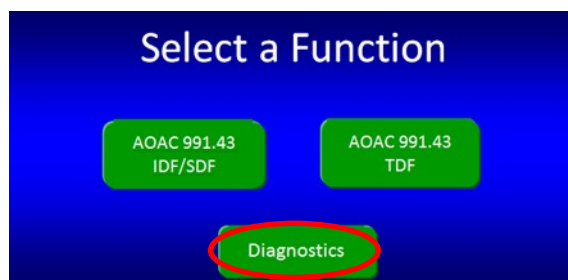 Select a Function
AOAC 991.43
IDF/SDF
AOAC 991.43
TDF
Diagnostics